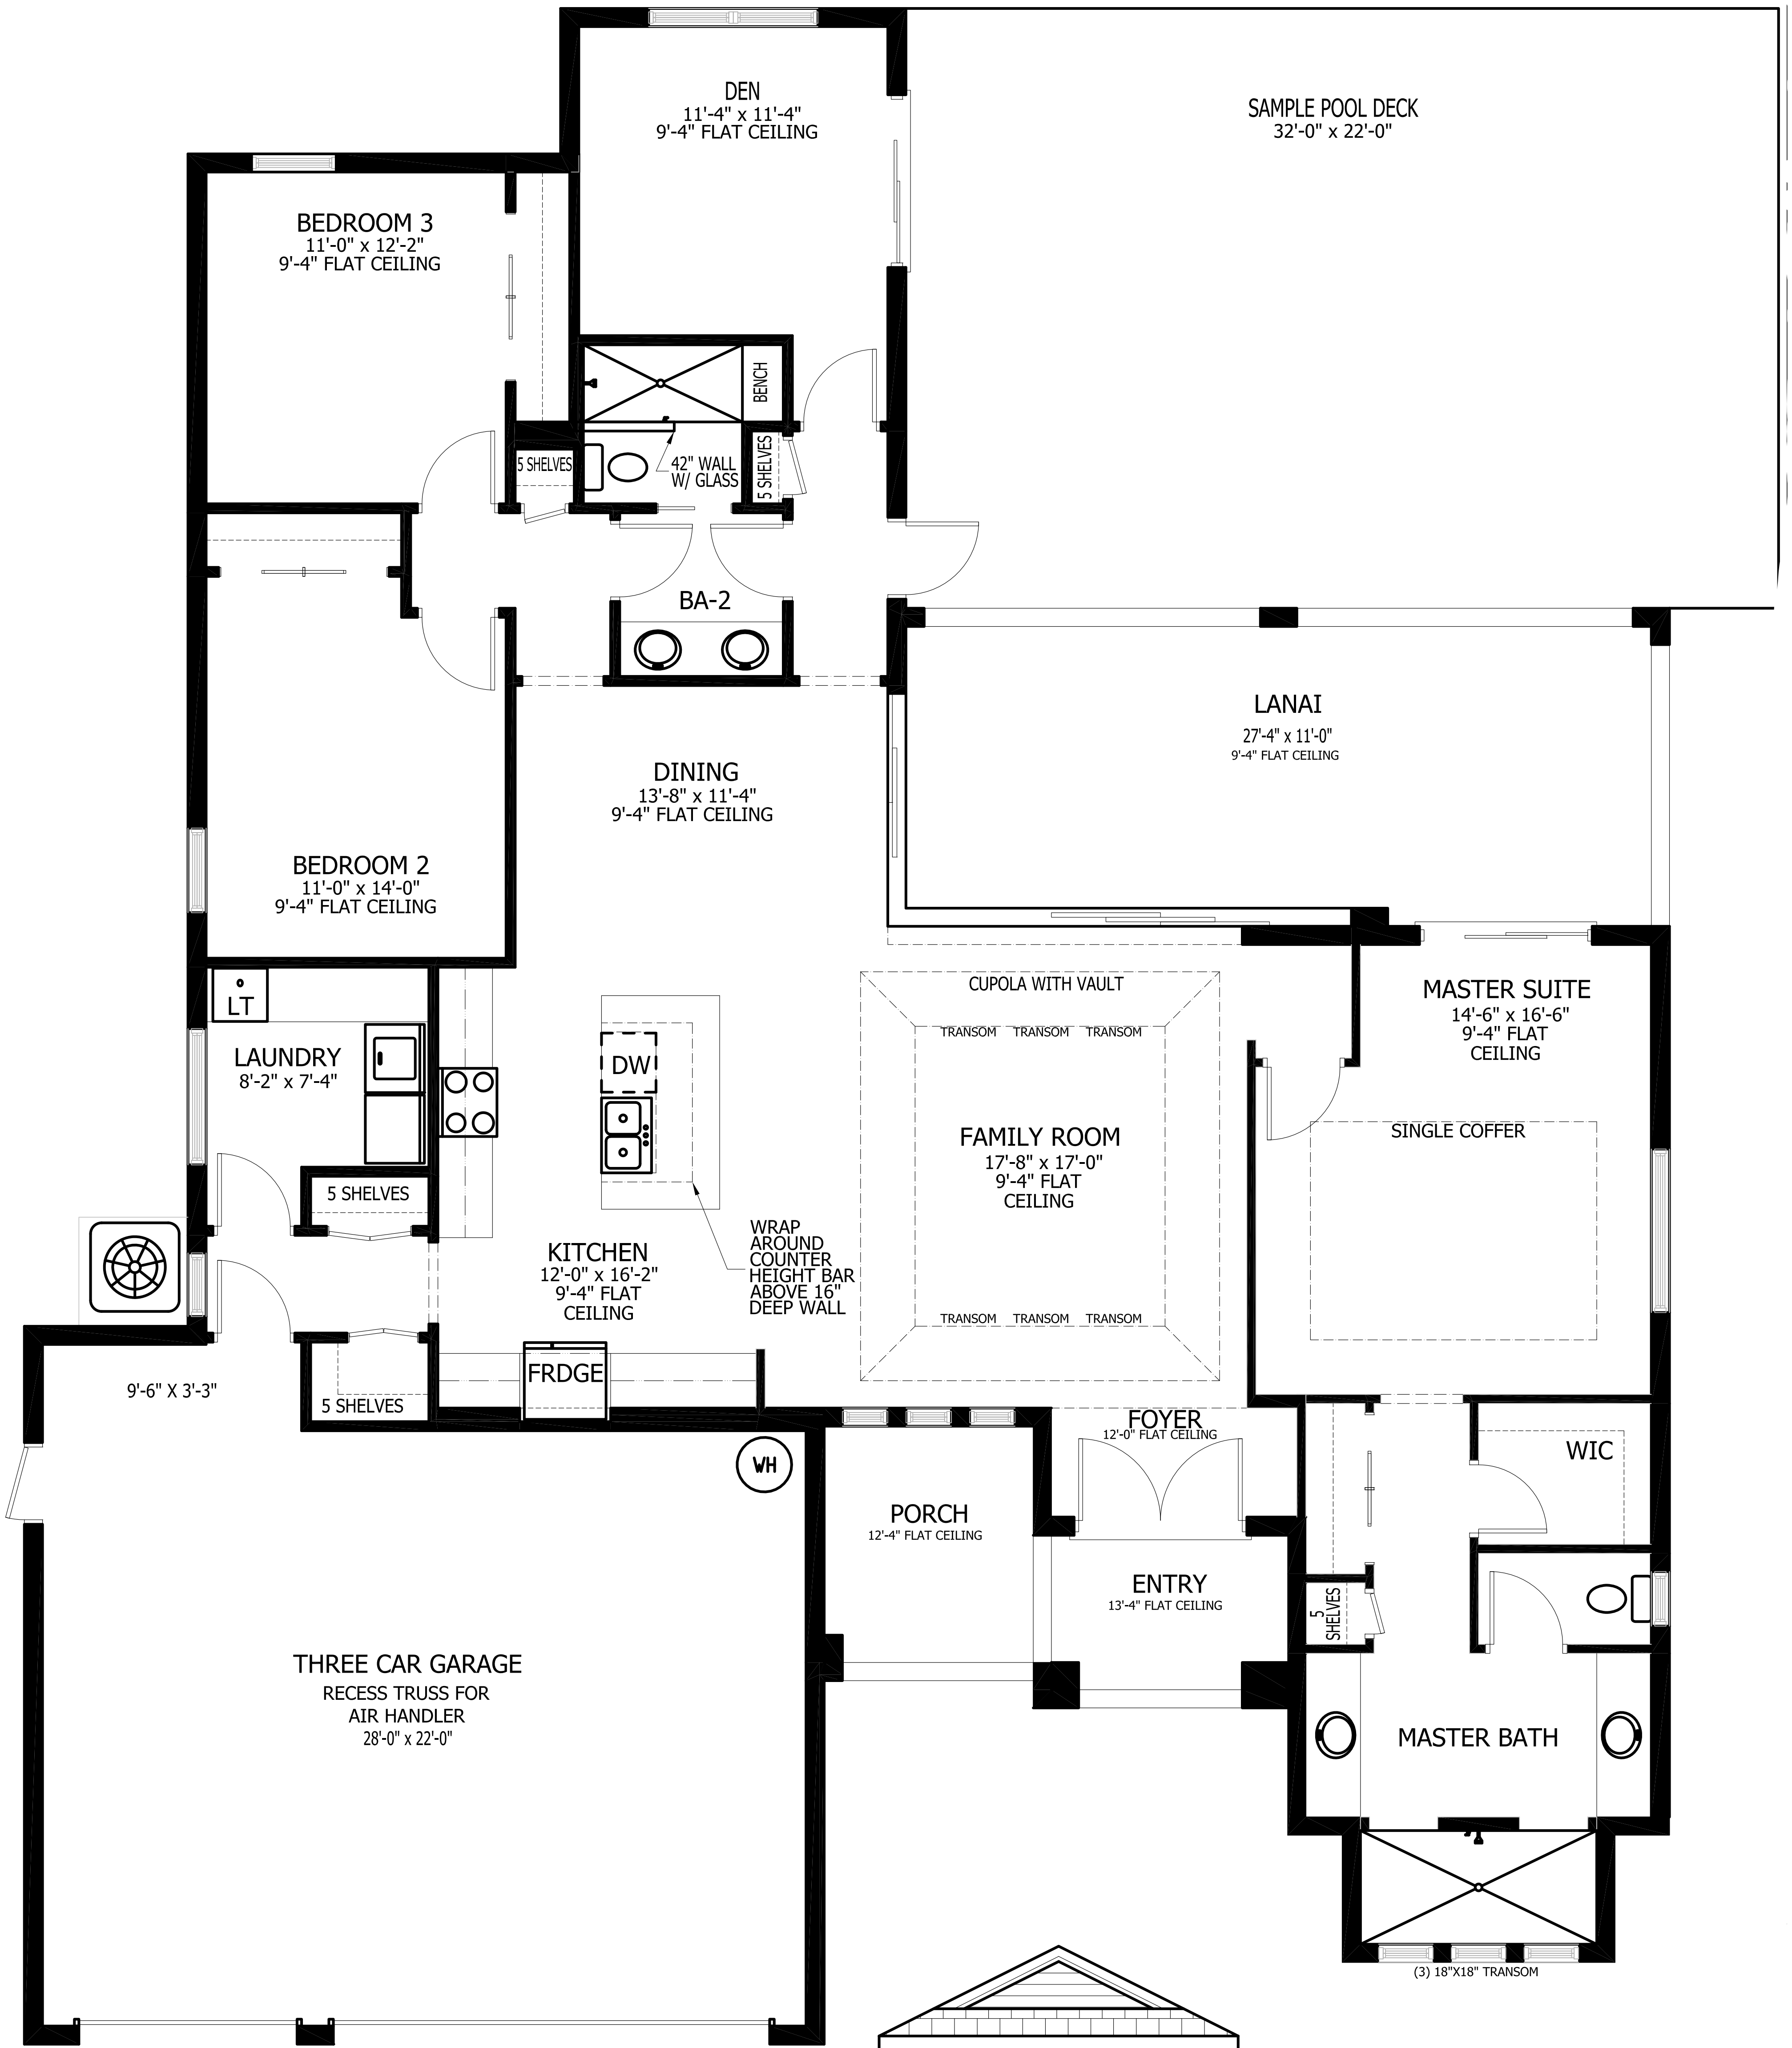 DEN
11'-4" x 11'-4"
9'-4" FLAT CEILING
SAMPLE POOL DECK
32'-0" x 22'-0"
BEDROOM 3
11'-0" x 12'-2"
9'-4" FLAT CEILING
BENCH
5 SHELVES
42" WALL
W/ GLASS
5 SHELVES
BA-2
LANAI
27'-4" x 11'-0"
9'-4" FLAT CEILING
DINING
13'-8" x 11'-4"
9'-4" FLAT CEILING
BEDROOM 2
11'-0" x 14'-0"
9'-4" FLAT CEILING
LT
LAUNDRY
8'-2" x 7'-4"
DW
CUPOLA WITH VAULT
TRANSOM TRANSOM TRANSOM
MASTER SUITE
14'-6" x 16'-6"
9'-4" FLAT
CEILING
SINGLE COFFER
FAMILY ROOM
17'-8" x 17'-0"
9'-4" FLAT
CEILING
5 SHELVES
KITCHEN
12'-0" x 16'-2"
9'-4" FLAT
CEILING
WRAP
AROUND
COUNTER
HEIGHT BAR
ABOVE 16"
DEEP WALL
TRANSOM TRANSOM TRANSOM
FRDGE
9'-6" X 3'-3"
5 SHELVES
FOYER
12'-0" FLAT CEILING
WIC
WH
PORCH
12'-4" FLAT CEILING
ENTRY
13'-4" FLAT CEILING
5
SHELVES
THREE CAR GARAGE
RECESS TRUSS FOR
AIR HANDLER
28'-0" x 22'-0"
MASTER BATH
(3) 18"X18" TRANSOM